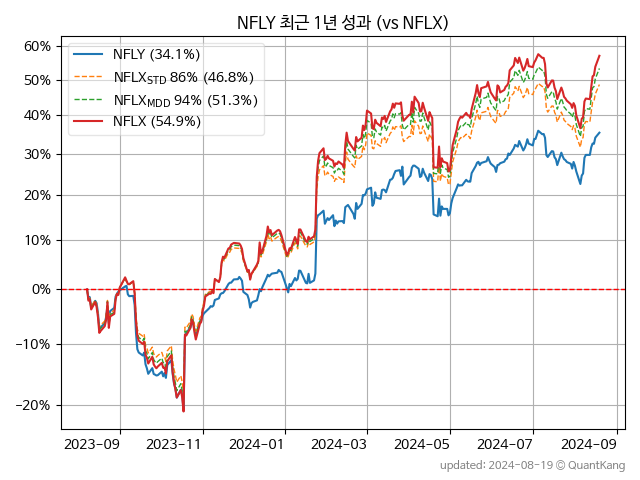 NFLY 최근 1년 성과 (vs NFLX)
NFLY (34.1%)
NFLXSTD 86% (46.8%)
NFLXMDD 94% (51.3%)
NFLX (54.9%)
60%
50%
40%
30%
20%
10%
0%
−10%
−20%
2023-09
2023-11
2024-01
2024-03
2024-05
2024-07
2024-09
updated: 2024-08-19 © QuantKang